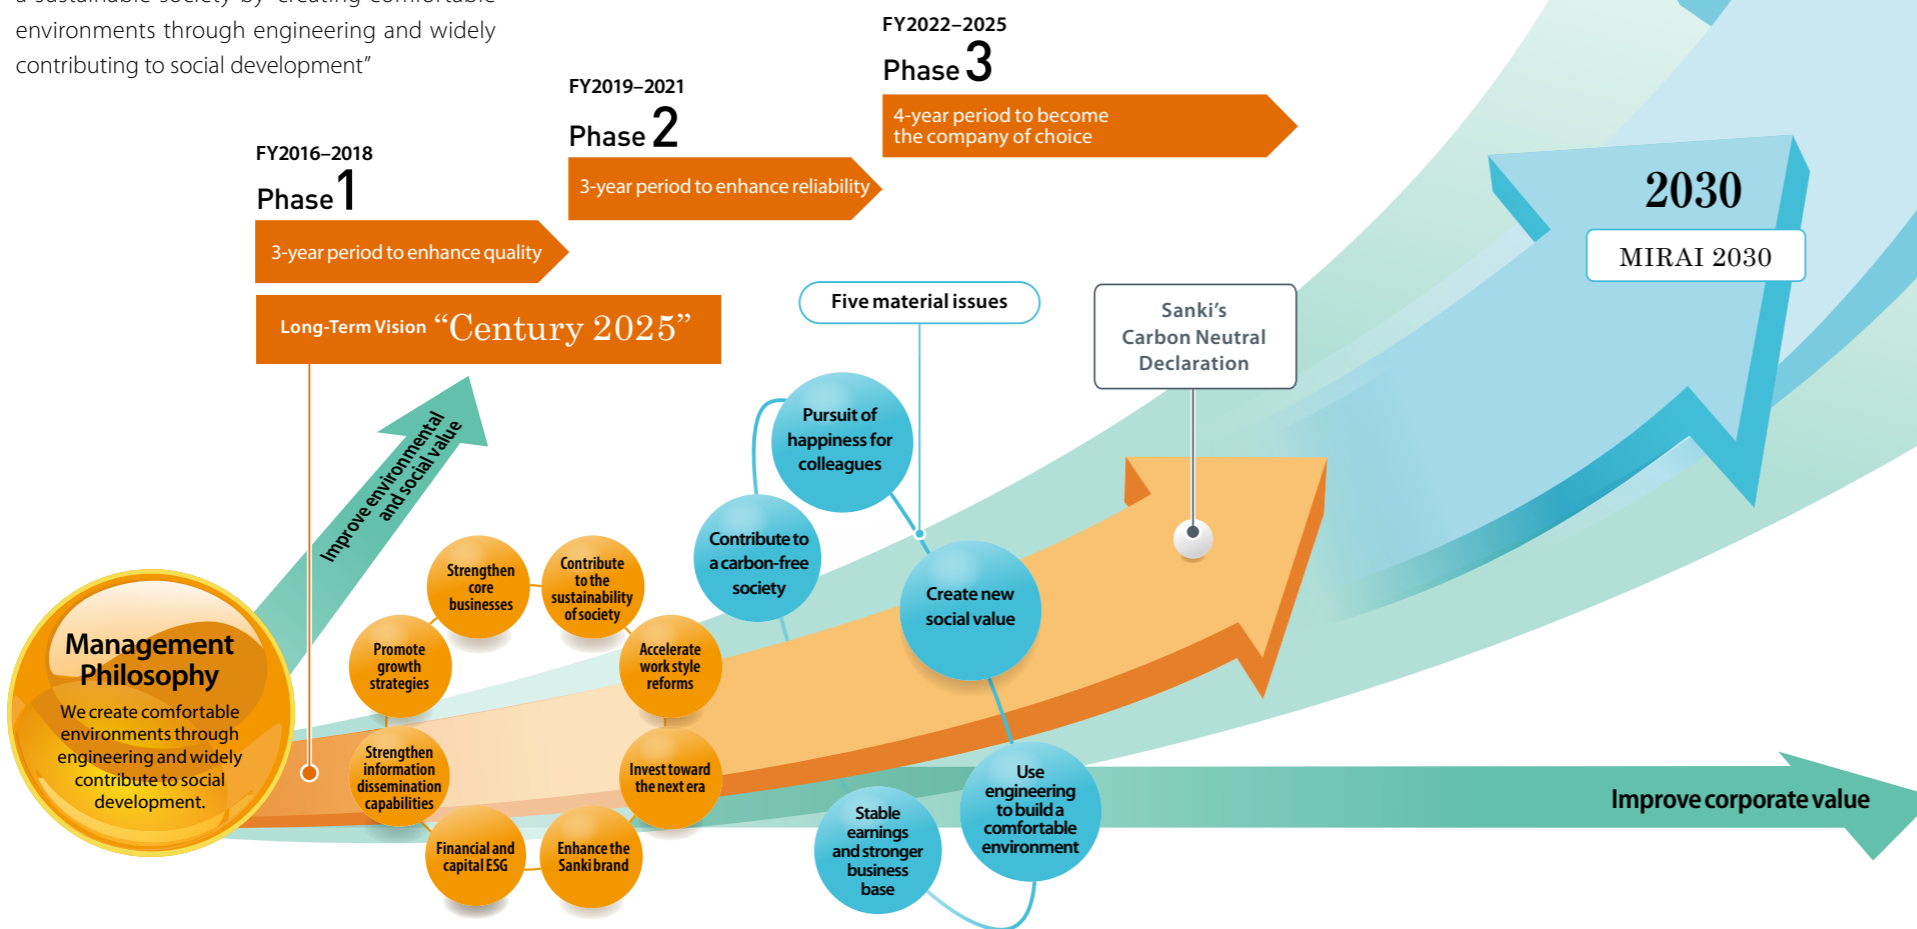 a sustainable society by “creating comfortable
environments through engineering and widely
contributing to social development”
FY2016–2018
Phase 1
3-year period to enhance quality
FY2019–2021
Phase 2
3-year period to enhance reliability
FY2022–2025
Phase 3
4-year period to become
the company of choice
Long-Term Vision “Century 2025”
2030
MIRAI 2030
Five material issues
Sanki’s
Carbon Neutral
Declaration
Improve environmental
and social value
Pursuit of
happiness for
colleagues
Contribute to
a carbon-free
society
Create new
social value
Use
engineering
to build a
comfortable
environment
Stable
earnings
and stronger
business
base
Management
Philosophy
We create comfortable
environments through
engineering and widely
contribute to social
development.
Strengthen
core
businesses
Contribute
to the
sustainability
of society
Promote
growth
strategies
Accelerate
work style
reforms
Strengthen
information
dissemination
capabilities
Invest toward
the next era
Financial and
capital ESG
Enhance the
Sanki brand
Improve corporate value